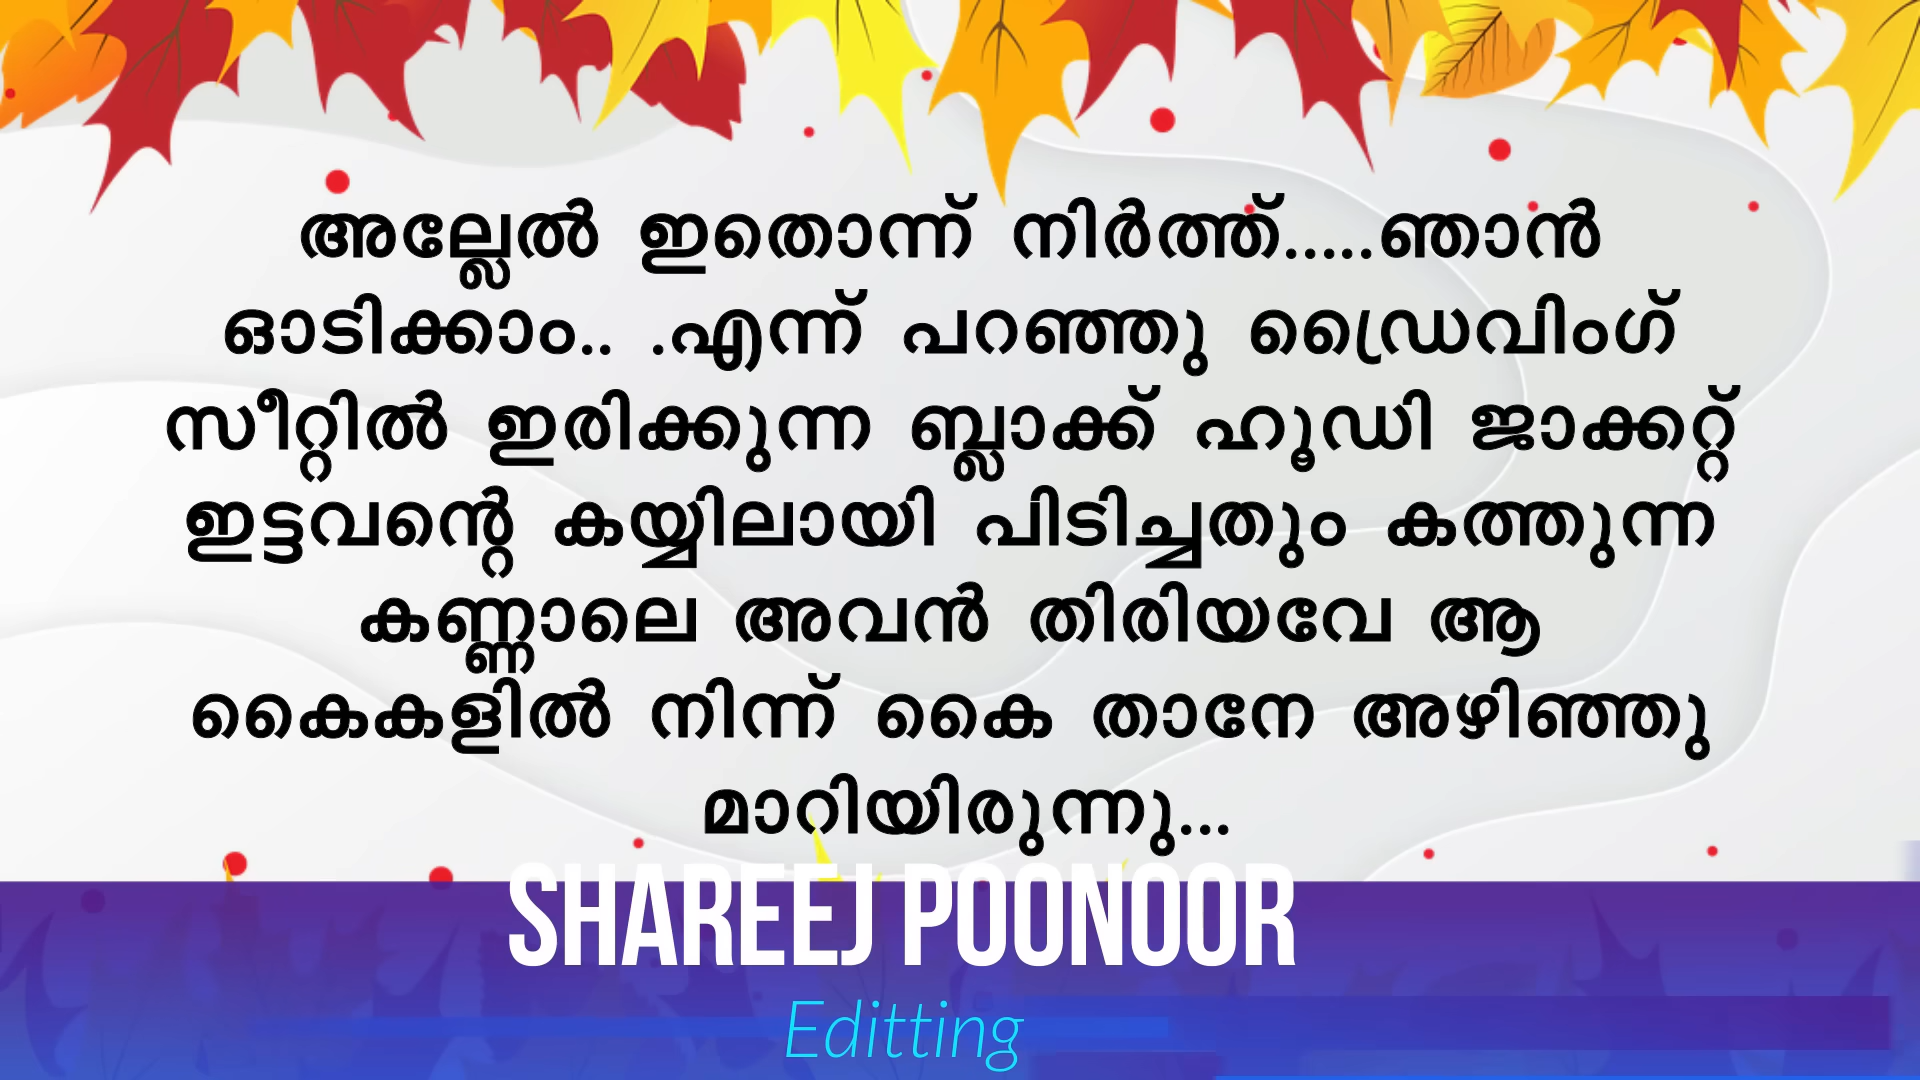 അല്ലേൽ ഇതൊന്ന് നിർത്ത്.....ഞാൻ
ഓടിക്കാം.. .എന്ന് പറഞ്ഞു ഡ്രൈവിംഗ്
സീറ്റിൽ ഇരിക്കുന്ന ബ്ലാക്ക് ഹൂഡി ജാക്കറ്റ്
ഇട്ടവന്റെ കയ്യിലായി പിടിച്ചതും കത്തുന്ന
കണ്ണാലെ അവൻ തിരിയവേ ആ
കൈകളിൽ നിന്ന് കൈ താനേ അഴിഞ്ഞു
മാറിയിരുന്നു...
SHAREEJ POONOOR
Editting